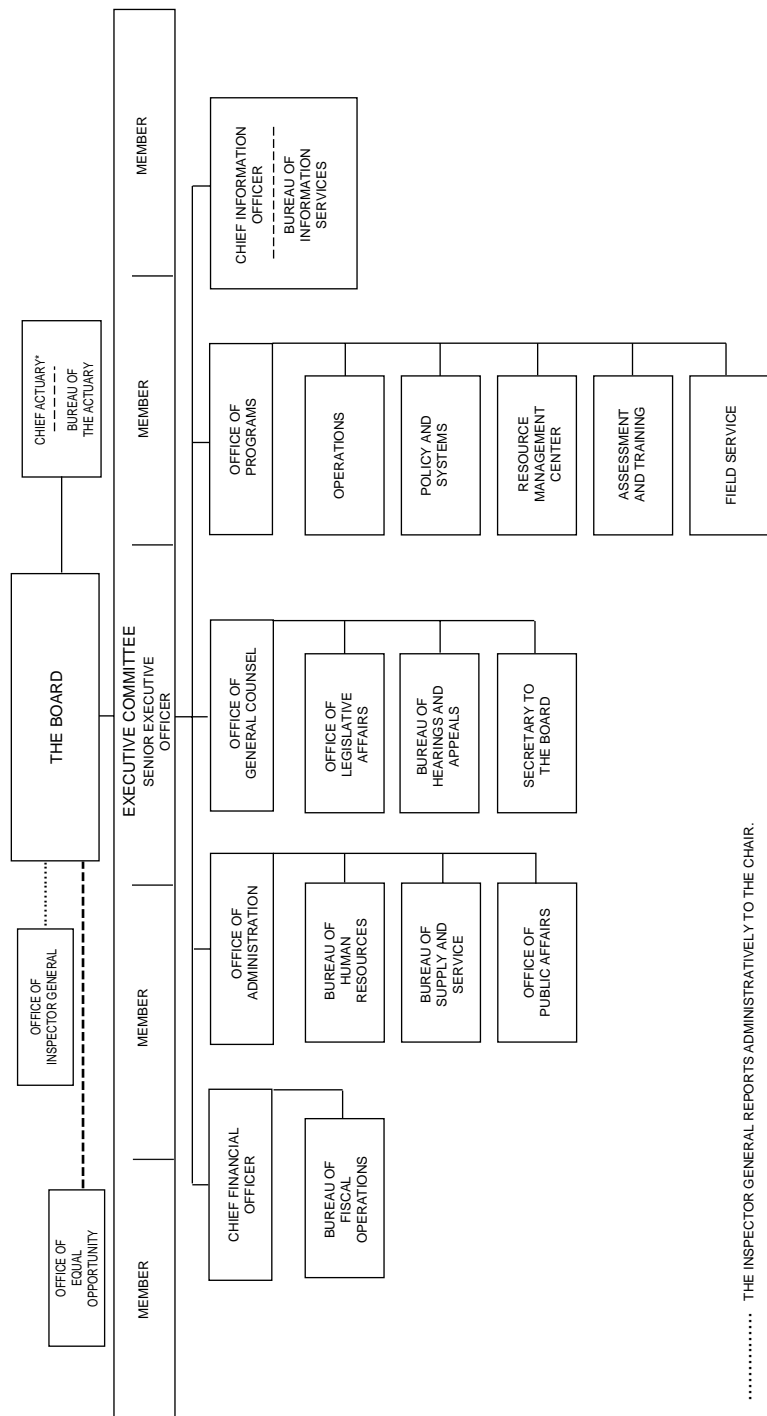 THE BOARD
OFFICE OF
EQUAL
OPPORTUNITY
OFFICE OF
INSPECTOR GENERAL
CHIEF ACTUARY*
BUREAU OF
THE ACTUARY
EXECUTIVE COMMITTEE
MEMBER
MEMBER
SENIOR EXECUTIVE
OFFICER
MEMBER
MEMBER
CHIEF FINANCIAL
OFFICER
BUREAU OF
FISCAL
OPERATIONS
OFFICE OF
ADMINISTRATION
BUREAU OF
HUMAN
RESOURCES
BUREAU OF
SUPPLY AND
SERVICE
OFFICE OF
PUBLIC AFFAIRS
OFFICE OF
GENERAL COUNSEL
OFFICE OF
LEGISLATIVE
AFFAIRS
BUREAU OF
HEARINGS AND
APPEALS
SECRETARY TO
THE BOARD
OFFICE OF
PROGRAMS
OPERATIONS
POLICY AND
SYSTEMS
RESOURCE
MANAGEMENT
CENTER
ASSESSMENT
AND TRAINING
FIELD SERVICE
CHIEF INFORMATION
OFFICER
BUREAU OF
INFORMATION
SERVICES
THE INSPECTOR GENERAL REPORTS ADMINISTRATIVELY TO THE CHAIR.